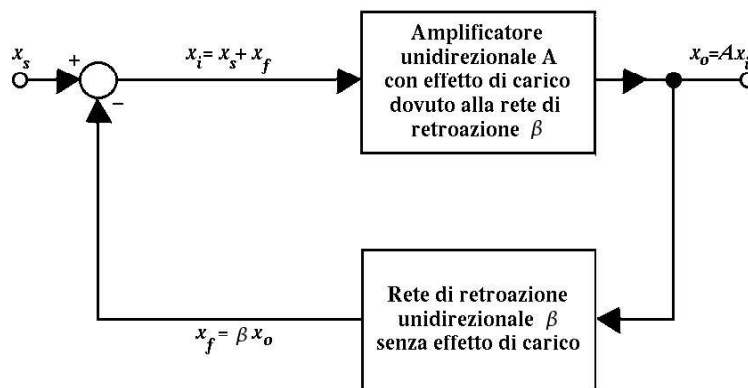 x_s
+
−
x_i = x_s + x_f
Amplificatore
unidirezionale A
con effetto di carico
dovuto alla rete di
retroazione β
x_o = A x_i
x_f = β x_o
Rete di retroazione
unidirezionale β
senza effetto di carico